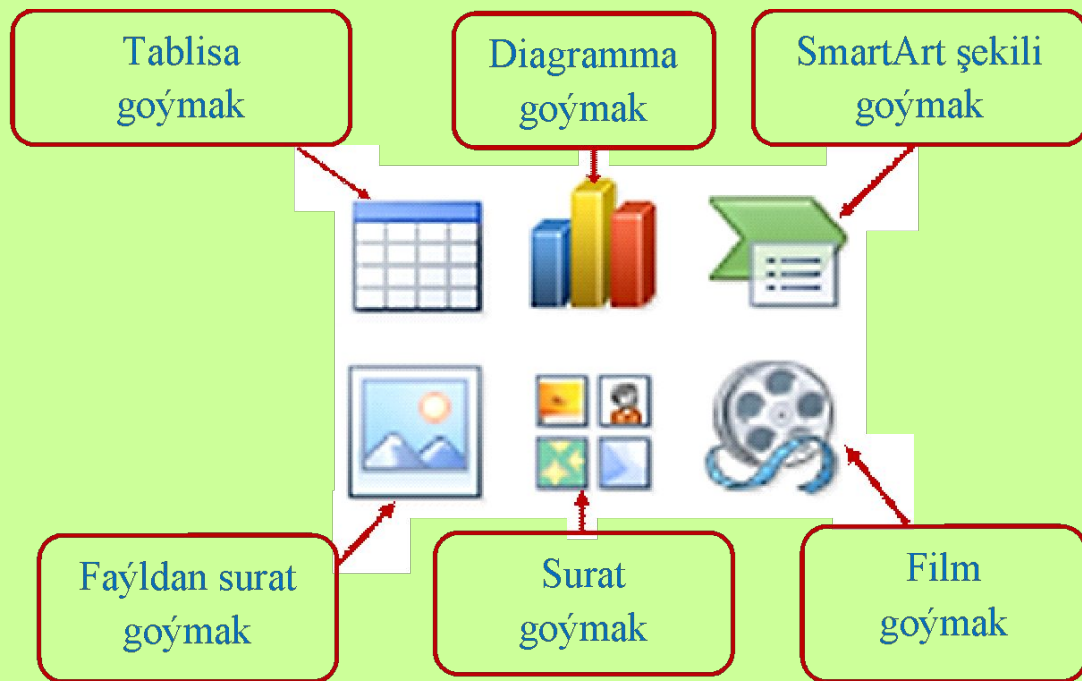 Tablisa
goýmak
Diagramma
goýmak
SmartArt şekili
goýmak
Faýldan surat
goýmak
Surat
goýmak
Film
goýmak